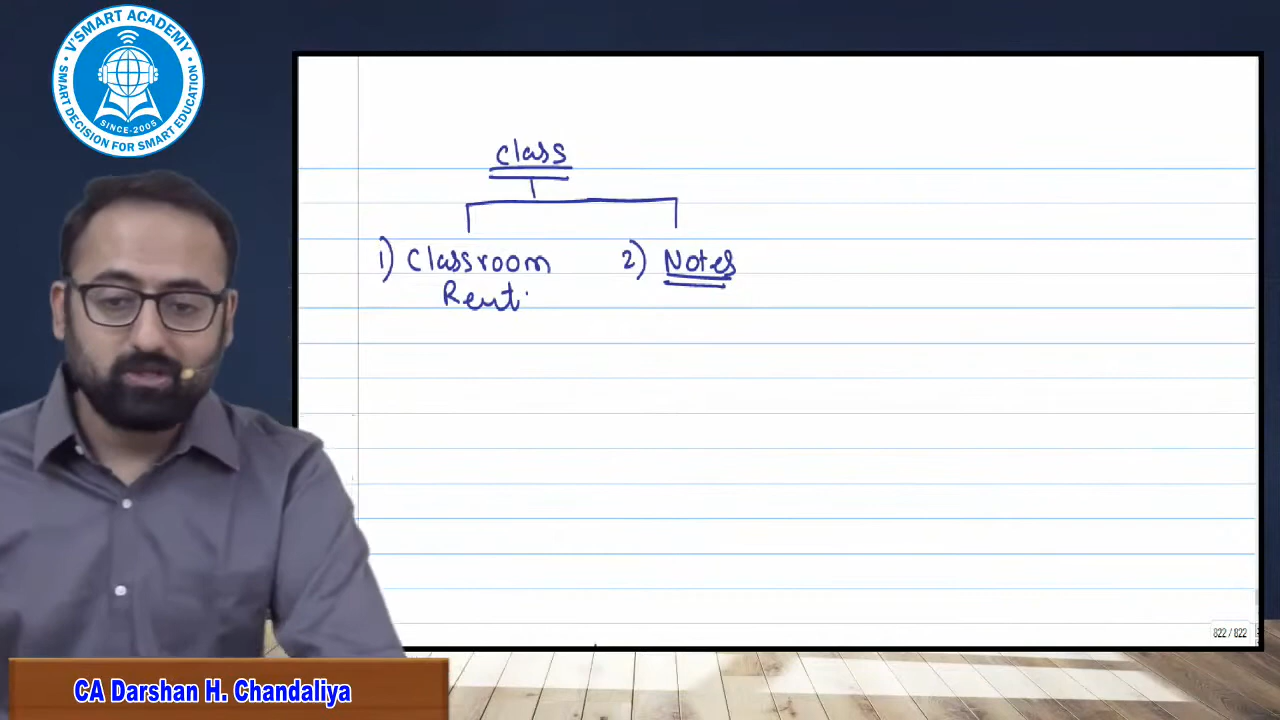 V'SMART ACADEMY
SINCE-2005
SMART DECISION FOR SMART EDUCATION
Class
1) Classroom 2) Notes
Rent
822 / 822
CA Darshan H. Chandaliya